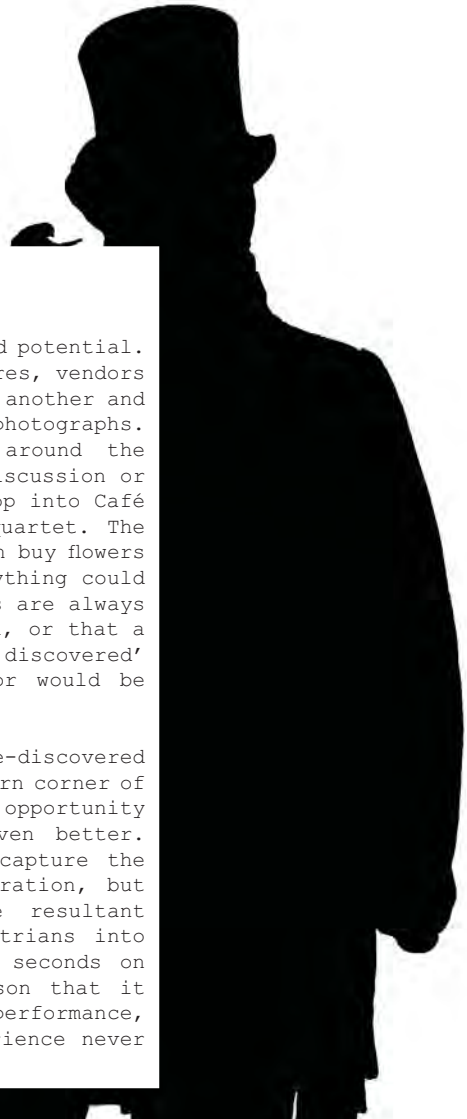 d potential.
res, vendors
another and
photographs.
around the
iscussion or
op into Café
uartet. The
n buy flowers
ything could
s are always
, or that a
discovered'
or would be
e-discovered
rn corner of
opportunity
ven better.
capture the
ration, but
e resultant
trians into
seconds on
son that it
performance,
ience never